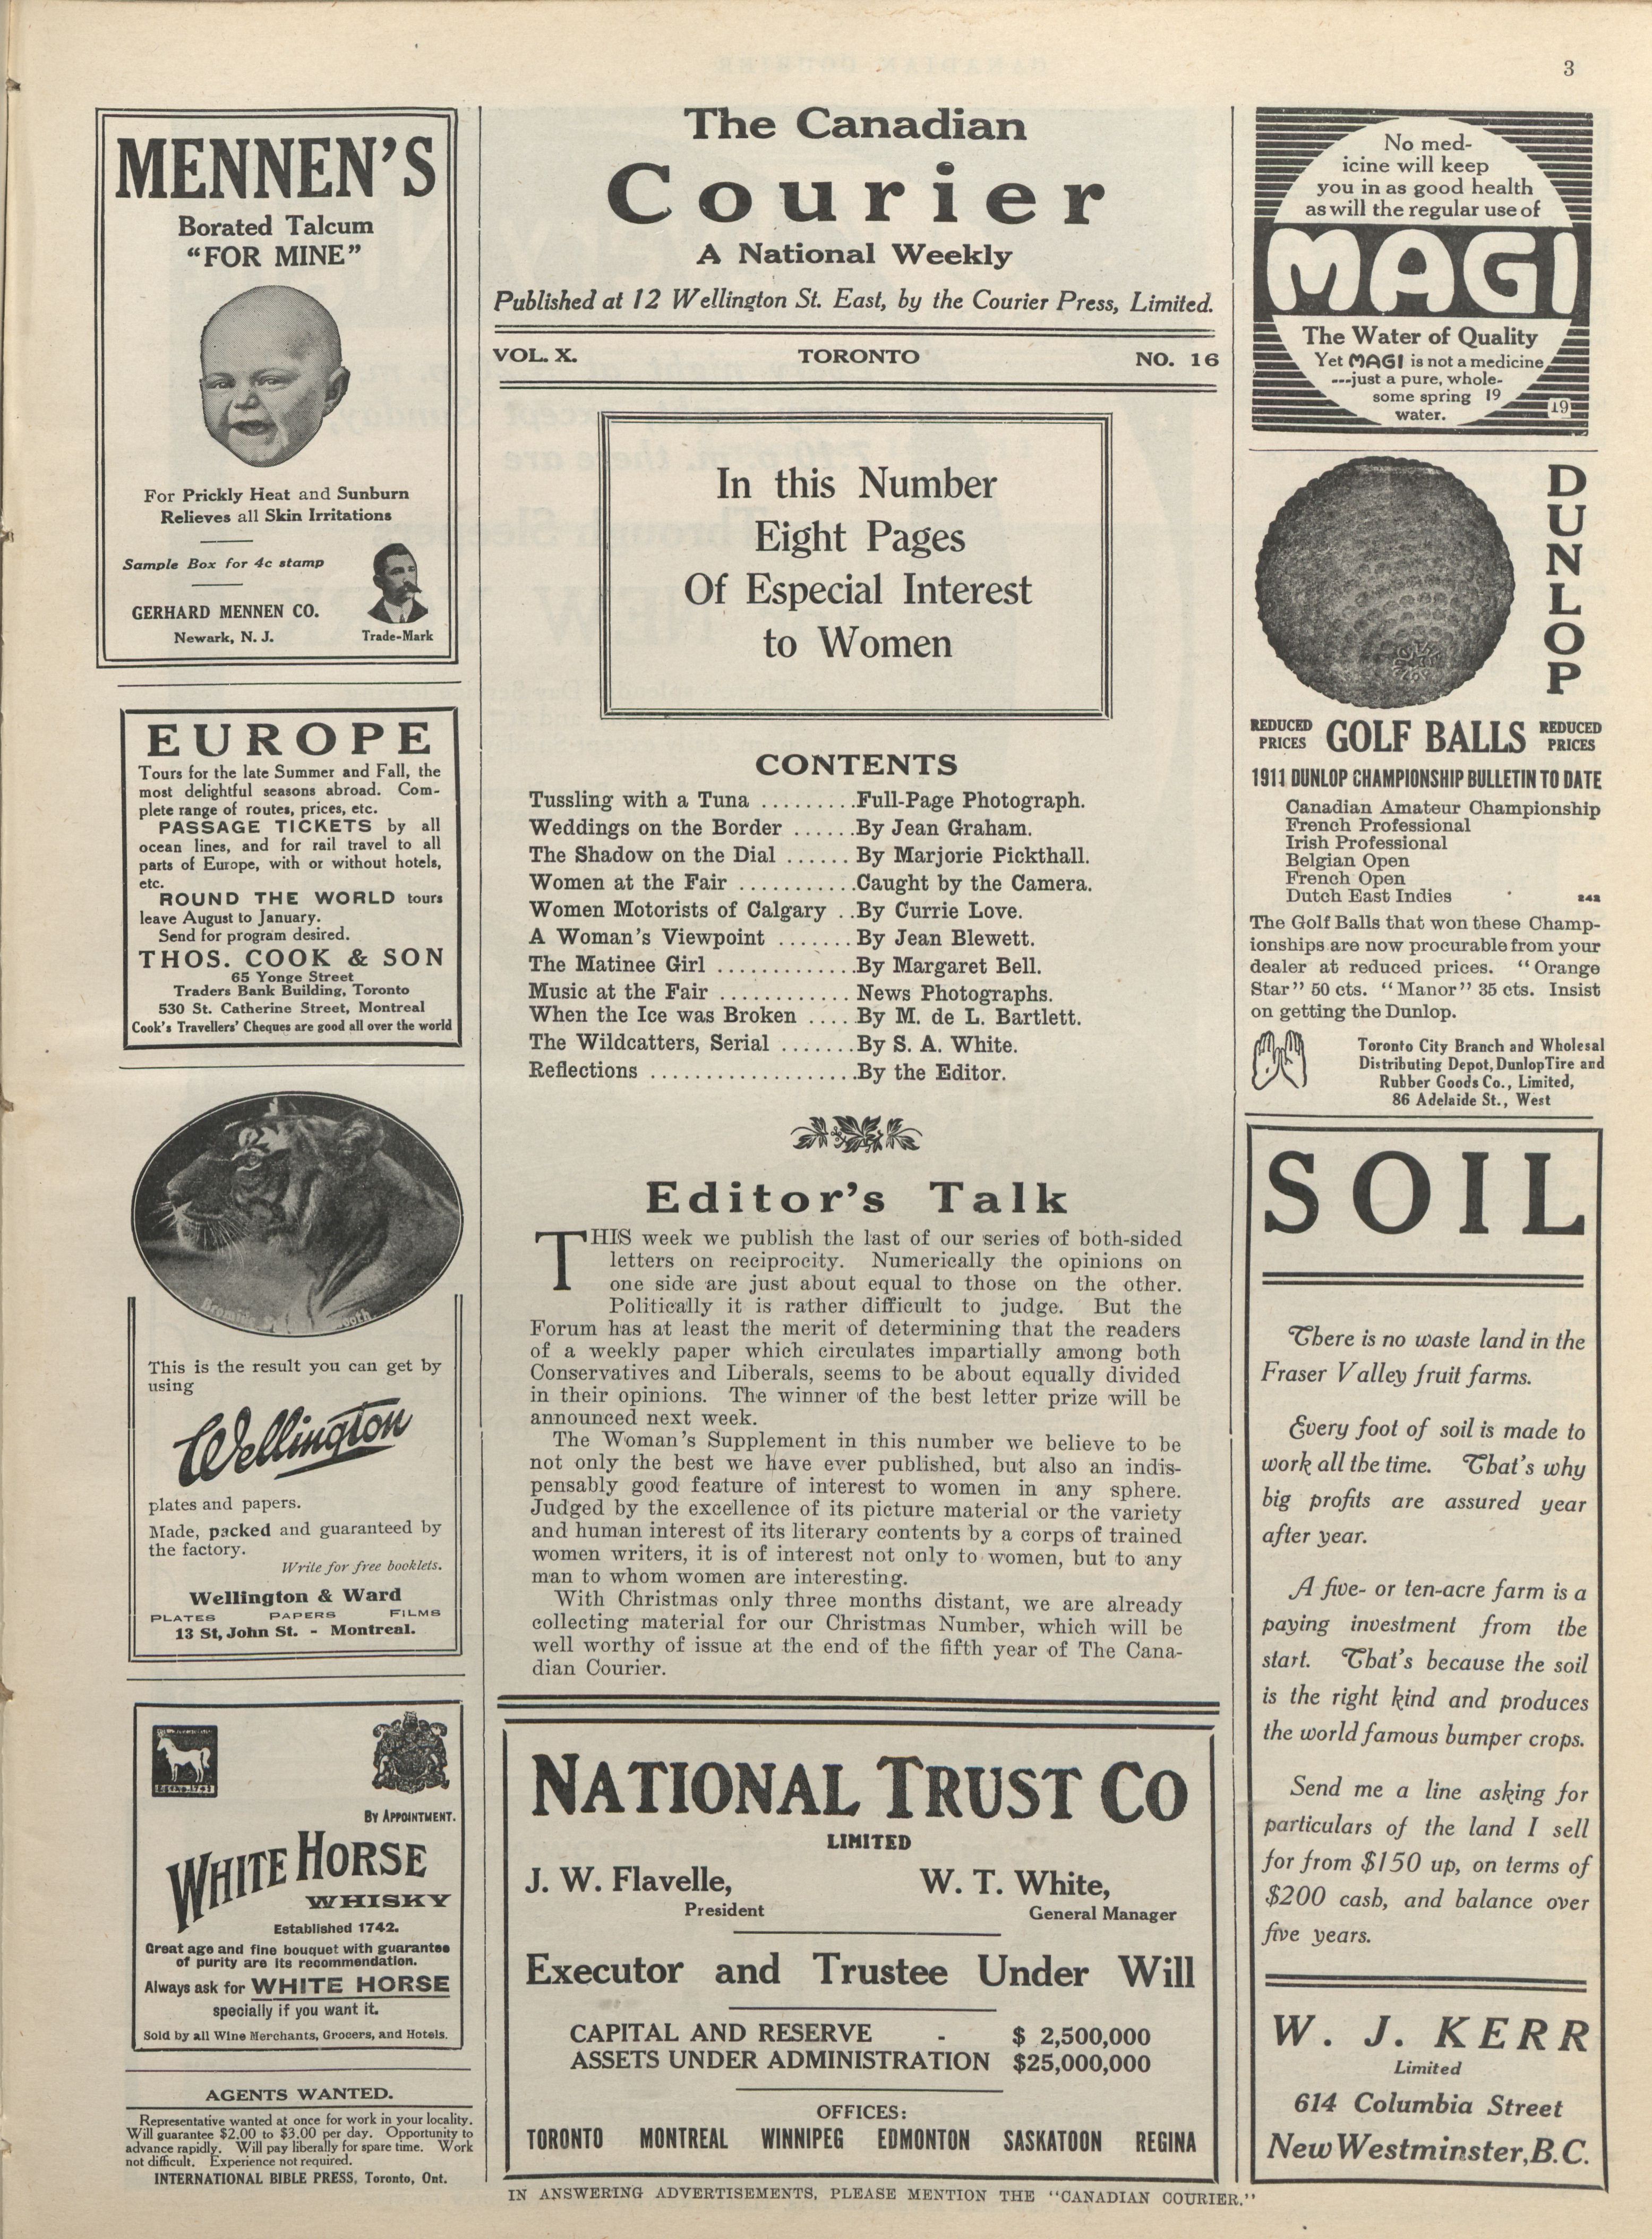 3
MENNEN'S
Borated Talcum
"FOR MINE"
For Prickly Heat and Sunburn
Relieves all Skin Irritations
Sample Box for 4c stamp
GERHARD MENNEN CO.
Newark, N. J.
Trade-Mark
EUROPE
Tours for the late Summer and Fall, the
most delightful seasons abroad. Com-
plete range of routes, prices, etc.
PASSAGE TICKETS by all
ocean lines, and for rail travel to all
parts of Europe, with or without hotels,
etc.
ROUND THE WORLD tours
leave August to January.
Send for program desired.
THOS. COOK & SON
65 Yonge Street
Traders Bank Building, Toronto
530 St. Catherine Street, Montreal
Cook's Travellers' Cheques are good all over the world
This is the result you can get by
using
Wellington
plates and papers.
Made, packed and guaranteed by
the factory.
Write for free booklets.
Wellington & Ward
PLATES PAPERS FILMS
13 St, John St. - Montreal.
BY APPOINTMENT.
WHITE HORSE
WHISKY
Established 1742.
Great age and fine bouquet with guarantee
of purity are its recommendation.
Always ask for WHITE HORSE
specially if you want it.
Sold by all Wine Merchants, Grocers, and Hotels.
AGENTS WANTED.
Representative wanted at once for work in your locality.
Will guarantee $2.00 to $3.00 per day. Opportunity to
advance rapidly. Will pay liberally for spare time. Work
not difficult. Experience not required.
INTERNATIONAL BIBLE PRESS, Toronto, Ont.
The Canadian
Courier
A National Weekly
Published at 12 Wellington St. East, by the Courier Press, Limited.
VOL. X. TORONTO NO. 16
In this Number
Eight Pages
Of Especial Interest
to Women
CONTENTS
Tussling with a Tuna .........Full-Page Photograph.
Weddings on the Border ......By Jean Graham.
The Shadow on the Dial ...... By Marjorie Pickthall.
Women at the Fair ...........Caught by the Camera.
Women Motorists of Calgary ..By Currie Love.
A Woman's Viewpoint .......By Jean Blewett.
The Matinee Girl .............By Margaret Bell.
Music at the Fair ............ News Photographs.
When the Ice was Broken ....By M. de L. Bartlett.
The Wildcatters, Serial .......By S. A. White.
Reflections ...................By the Editor.
Editor's Talk
THIS week we publish the last of our series of both-sided
letters on reciprocity. Numerically the opinions on
one side are just about equal to those on the other.
Politically it is rather difficult to judge. But the
Forum has at least the merit of determining that the readers
of a weekly paper which circulates impartially among both
Conservatives and Liberals, seems to be about equally divided
in their opinions. The winner of the best letter prize will be
announced next week.
The Woman's Supplement in this number we believe to be
not only the best we have ever published, but also an indis-
pensably good feature of interest to women in any sphere.
Judged by the excellence of its picture material or the variety
and human interest of its literary contents by a corps of trained
women writers, it is of interest not only to women, but to any
man to whom women are interesting.
With Christmas only three months distant, we are already
collecting material for our Christmas Number, which will be
well worthy of issue at the end of the fifth year of The Cana-
dian Courier.
NATIONAL TRUST CO
LIMITED
J. W. Flavelle, W. T. White,
President General Manager
Executor and Trustee Under Will
CAPITAL AND RESERVE - $ 2,500,000
ASSETS UNDER ADMINISTRATION $25,000,000
OFFICES:
TORONTO MONTREAL WINNIPEG EDMONTON SASKATOON REGINA
No med-
icine will keep
you in as good health
as will the regular use of
MAGI
The Water of Quality
Yet MAGI is not a medicine
---just a pure, whole-
some spring 19
water.
19
DUNLOP
REDUCED PRICES GOLF BALLS REDUCED PRICES
1911 DUNLOP CHAMPIONSHIP BULLETIN TO DATE
Canadian Amateur Championship
French Professional
Irish Professional
Belgian Open
French Open
Dutch East Indies 242
The Golf Balls that won these Champ-
ionships are now procurable from your
dealer at reduced prices. "Orange
Star" 50 cts. "Manor" 35 cts. Insist
on getting the Dunlop.
Toronto City Branch and Wholesal
Distributing Depot, Dunlop Tire and
Rubber Goods Co., Limited,
86 Adelaide St., West
SOIL
There is no waste land in the
Fraser Valley fruit farms.
Every foot of soil is made to
work all the time. That's why
big profits are assured year
after year.
A five- or ten-acre farm is a
paying investment from the
start. That's because the soil
is the right kind and produces
the world famous bumper crops.
Send me a line asking for
particulars of the land I sell
for from $150 up, on terms of
$200 cash, and balance over
five years.
W. J. KERR
Limited
614 Columbia Street
New Westminster, B.C.
IN ANSWERING ADVERTISEMENTS, PLEASE MENTION THE "CANADIAN COURIER."